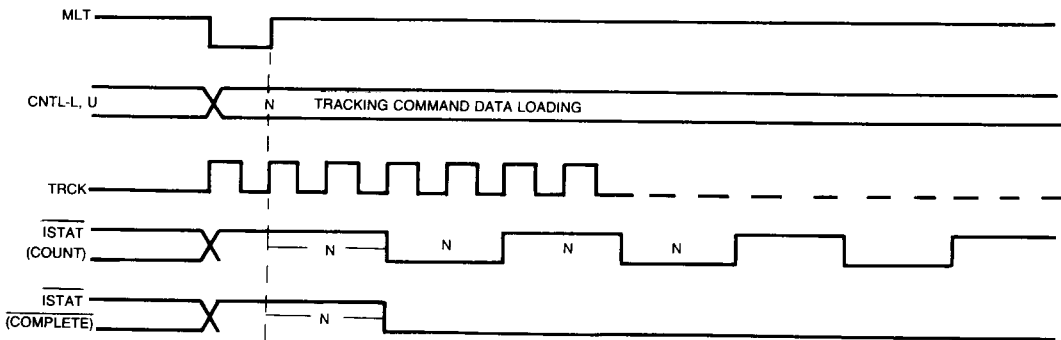 MLT
CNTL-L, U N TRACKING COMMAND DATA LOADING
TRCK
ISTAT
(COUNT) N N N N
ISTAT
(COMPLETE) N